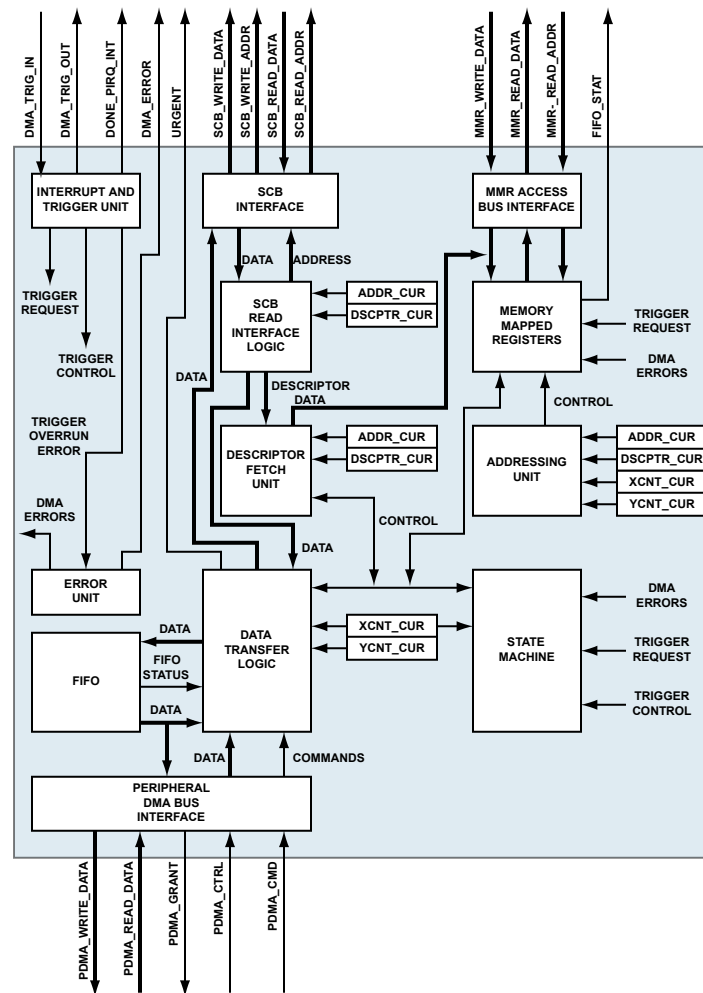 DMA_TRIG_IN
DMA_TRIG_OUT
DONE_PIRQ_INT
DMA_ERROR
URGENT
SCB_WRITE_DATA
SCB_WRITE_ADDR
SCB_READ_DATA
SCB_READ_ADDR
MMR_WRITE_DATA
MMR_READ_DATA
MMR-_READ_ADDR
FIFO_STAT
INTERRUPT AND
TRIGGER UNIT
SCB
INTERFACE
MMR ACCESS
BUS INTERFACE
DATA
ADDRESS
TRIGGER
REQUEST
TRIGGER
CONTROL
SCB
READ
INTERFACE
LOGIC
ADDR_CUR
DSCPTR_CUR
MEMORY
MAPPED
REGISTERS
TRIGGER
REQUEST
DMA
ERRORS
DATA
DESCRIPTOR
DATA
CONTROL
TRIGGER
OVERRUN
ERROR
DESCRIPTOR
FETCH
UNIT
ADDR_CUR
DSCPTR_CUR
ADDRESSING
UNIT
ADDR_CUR
DSCPTR_CUR
XCNT_CUR
YCNT_CUR
DMA
ERRORS
CONTROL
DATA
ERROR
UNIT
DATA
TRANSFER
LOGIC
XCNT_CUR
YCNT_CUR
STATE
MACHINE
DMA
ERRORS
TRIGGER
REQUEST
TRIGGER
CONTROL
FIFO
DATA
FIFO
STATUS
DATA
DATA
COMMANDS
PERIPHERAL
DMA BUS
INTERFACE
PDMA_WRITE_DATA
PDMA_READ_DATA
PDMA_GRANT
PDMA_CTRL
PDMA_CMD